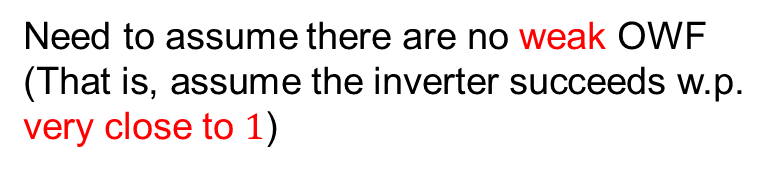 Need to assume there are no weak OWF
(That is, assume the inverter succeeds w.p.
very close to 1)